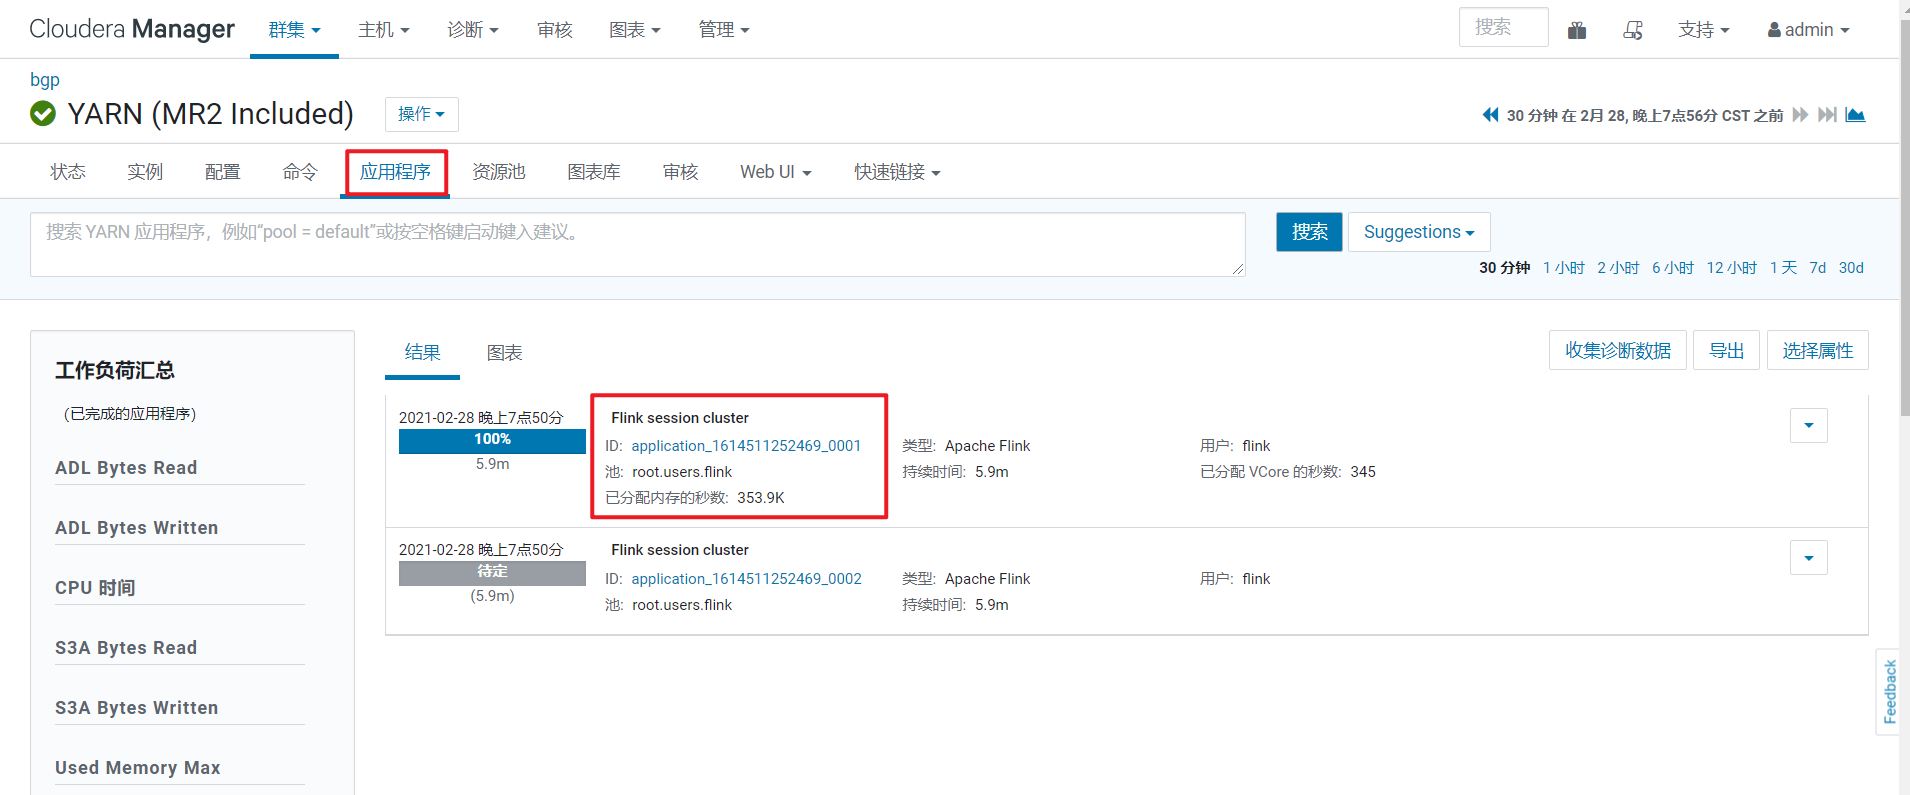 Cloudera Manager 群集 主机 诊断 审核 图表 管理 搜索 支持 admin
bgp
YARN (MR2 Included) 操作 30 分钟 在 2月 28, 晚上7点56分 CST 之前
状态 实例 配置 命令 应用程序 资源池 图表库 审核 Web UI 快速链接
搜索 YARN 应用程序，例如“pool = default”或按空格键启动键入建议。 搜索 Suggestions
30 分钟 1 小时 2 小时 6 小时 12 小时 1 天 7d 30d
工作负荷汇总
（已完成的应用程序）
ADL Bytes Read
ADL Bytes Written
CPU 时间
S3A Bytes Read
S3A Bytes Written
Used Memory Max
结果 图表 收集诊断数据 导出 选择属性
2021-02-28 晚上7点50分 Flink session cluster
100%
5.9m
ID: application_1614511252469_0001 类型: Apache Flink 用户: flink
池: root.users.flink 持续时间: 5.9m 已分配 VCore 的秒数: 345
已分配内存的秒数: 353.9K
2021-02-28 晚上7点50分 Flink session cluster
待定
(5.9m)
ID: application_1614511252469_0002 类型: Apache Flink 用户: flink
池: root.users.flink 持续时间: 5.9m
Feedback